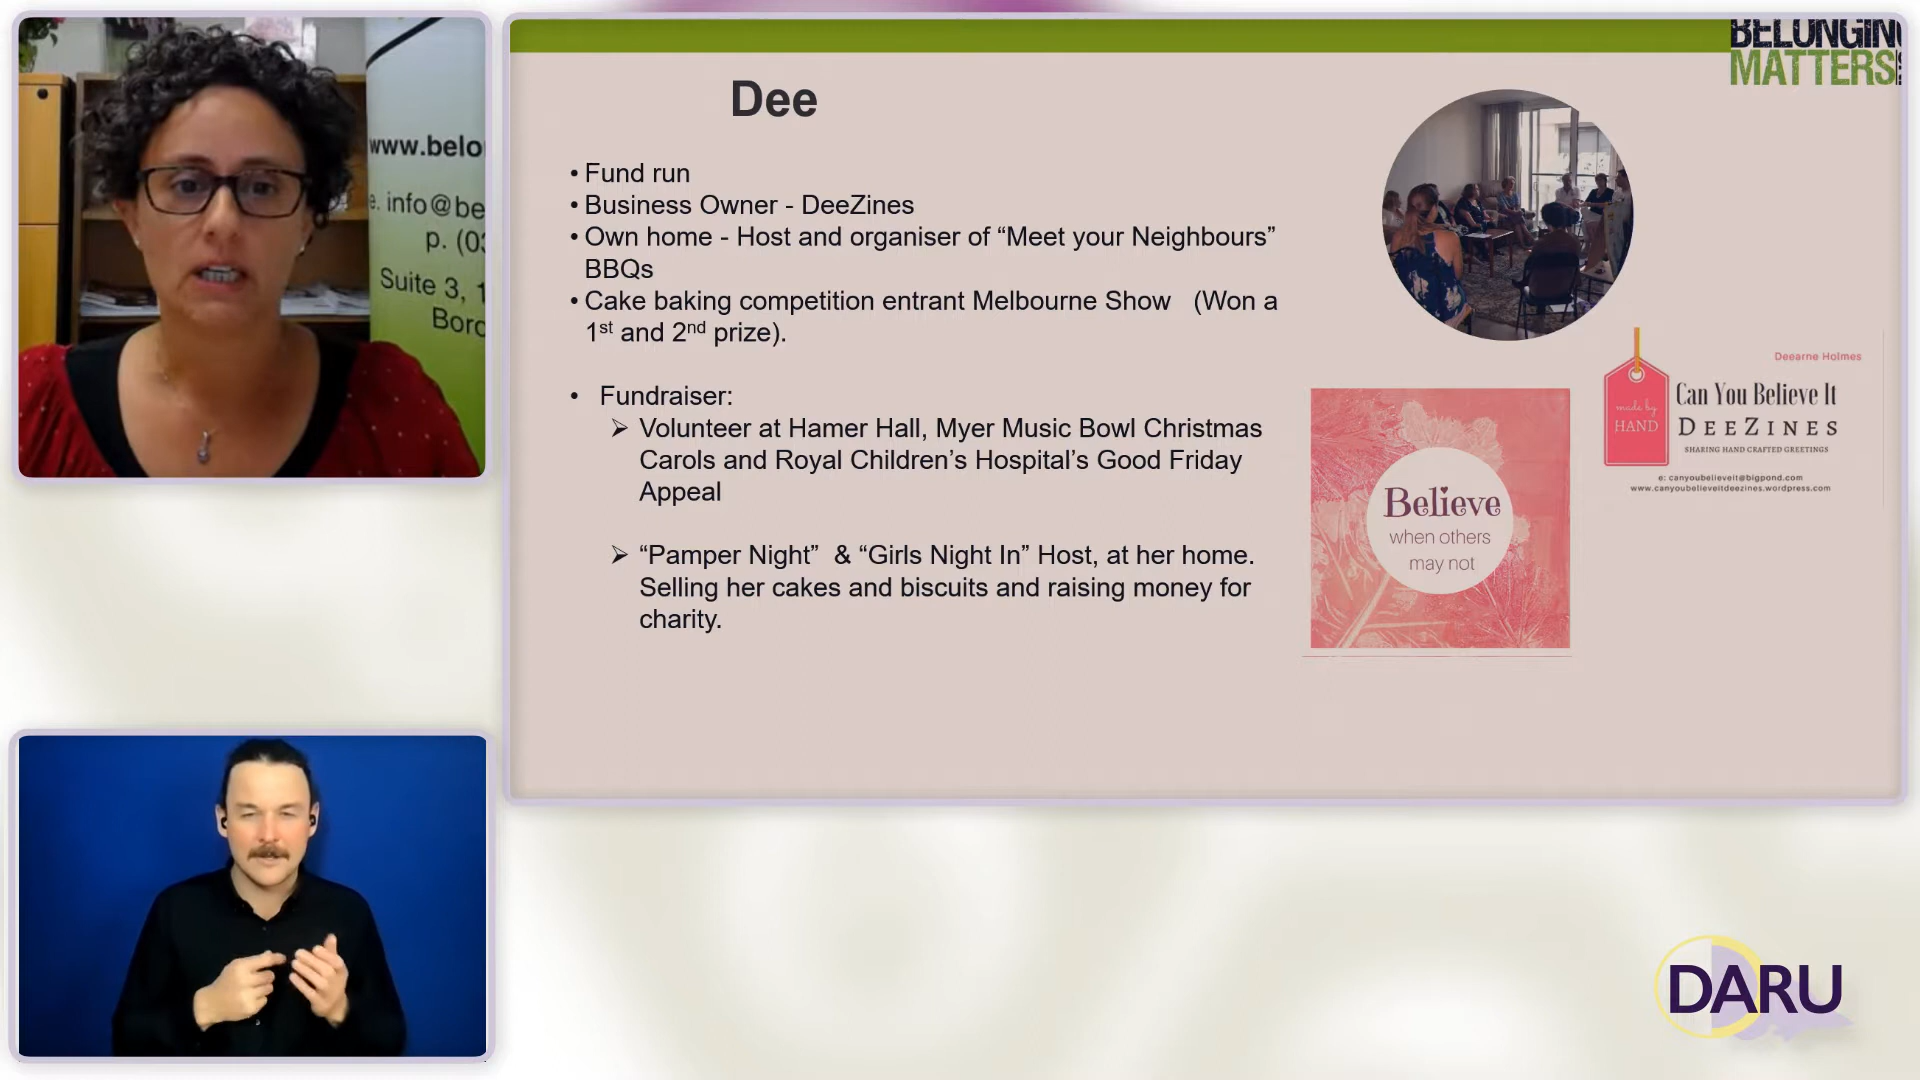 www.belo
e. info@be
p. (03
Suite 3, 1
Boro
BELONGING
MATTERS
Dee
• Fund run
• Business Owner - DeeZines
• Own home - Host and organiser of “Meet your Neighbours”
BBQs
• Cake baking competition entrant Melbourne Show (Won a
1st and 2nd prize).
• Fundraiser:
➢ Volunteer at Hamer Hall, Myer Music Bowl Christmas
Carols and Royal Children’s Hospital’s Good Friday
Appeal
➢ “Pamper Night” & “Girls Night In” Host, at her home.
Selling her cakes and biscuits and raising money for
charity.
Deearne Holmes
made by
HAND
Can You Believe It
DEEZINES
SHARING HAND CRAFTED GREETINGS
e: canyoubelieveit@bigpond.com
www.canyoubelieveitdeezines.wordpress.com
Believe
when others
may not
DARU